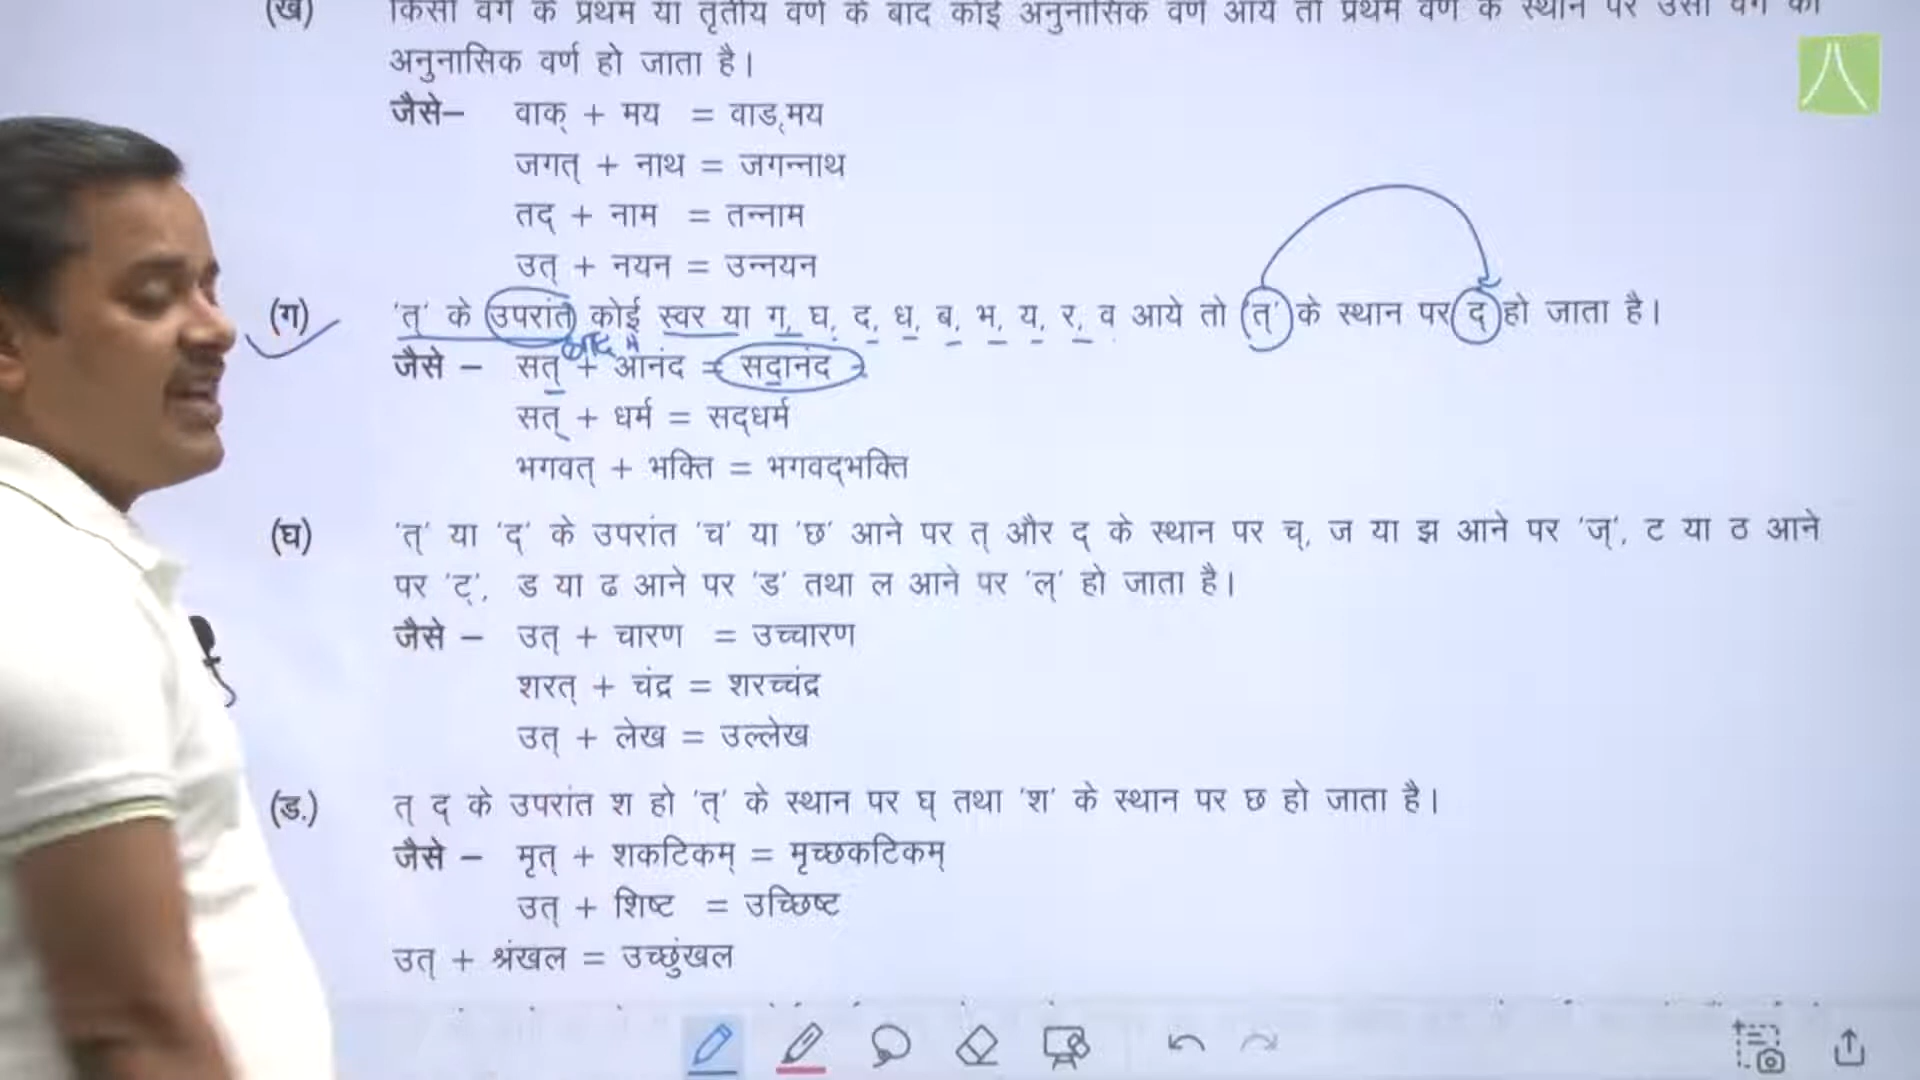 (ख) किसी वर्ग के प्रथम या तृतीय वर्ण के बाद कोई अनुनासिक वर्ण आये तो प्रथम वर्ण के स्थान पर उसी वर्ग का
अनुनासिक वर्ण हो जाता है।
जैसे– वाक् + मय = वाड.्मय
जगत् + नाथ = जगन्नाथ
तद् + नाम = तन्नाम
उत् + नयन = उन्नयन
(ग) 'त्' के उपरांत कोई स्वर या ग, घ, द, ध, ब, भ, य, र, व आये तो 'त्' के स्थान पर द् हो जाता है।
बाद में
जैसे – सत् + आनंद = सदानंद
सत् + धर्म = सद्धर्म
भगवत् + भक्ति = भगवद्भक्ति
(घ) 'त्' या 'द्' के उपरांत 'च' या 'छ' आने पर त् और द् के स्थान पर च्, ज या झ आने पर 'ज्', ट या ठ आने
पर 'ट्', ड या ढ आने पर 'ड' तथा ल आने पर 'ल्' हो जाता है।
जैसे – उत् + चारण = उच्चारण
शरत् + चंद्र = शरच्चंद्र
उत् + लेख = उल्लेख
(ड.) त् द् के उपरांत श हो 'त्' के स्थान पर घ् तथा 'श' के स्थान पर छ हो जाता है।
जैसे – मृत् + शकटिकम् = मृच्छकटिकम्
उत् + शिष्ट = उच्छिष्ट
उत् + श्रंखल = उच्छुंखल